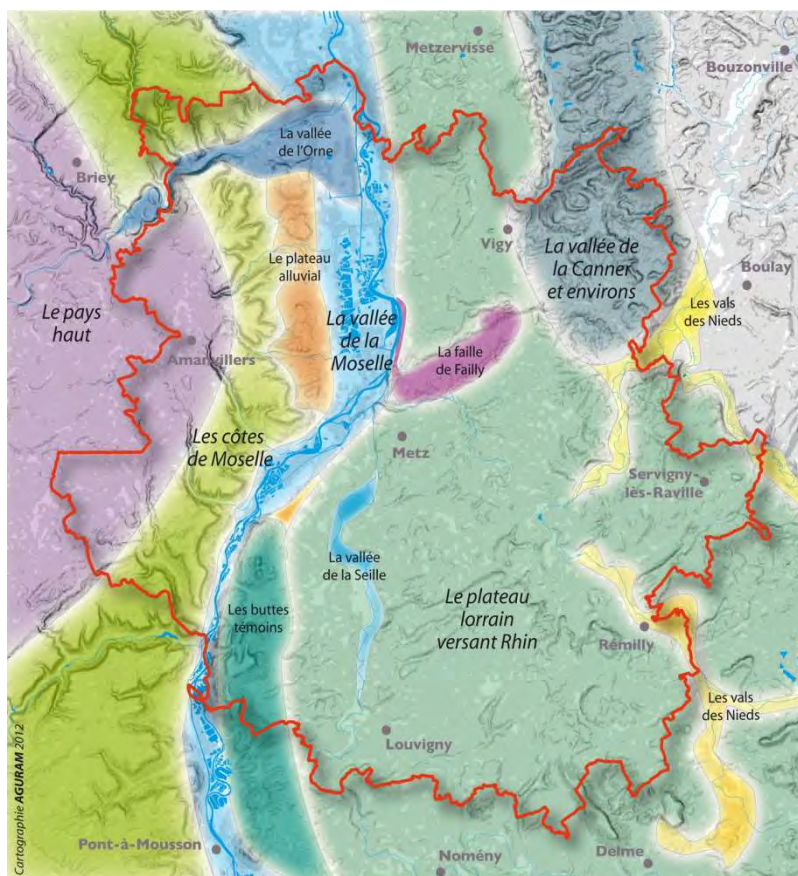 Metzervisse
Bouzonville
La vallée
de l'Orne
Briey
Vigy
La vallée de
la Canner
et environs
Boulay
Le plateau
alluvial
Le pays
haut
La vallée
de la
Moselle
Les vals
des Nieds
Amanvillers
La faille
de Failly
Les côtes
de Moselle
Metz
Servigny-
lès-Raville
La vallée
de la Seille
Les buttes
témoins
Le plateau
lorrain
versant Rhin
Rémilly
Les vals
des Nieds
Louvigny
Cartographie AGURAM 2012
Pont-à-Mousson
Nomény
Delme